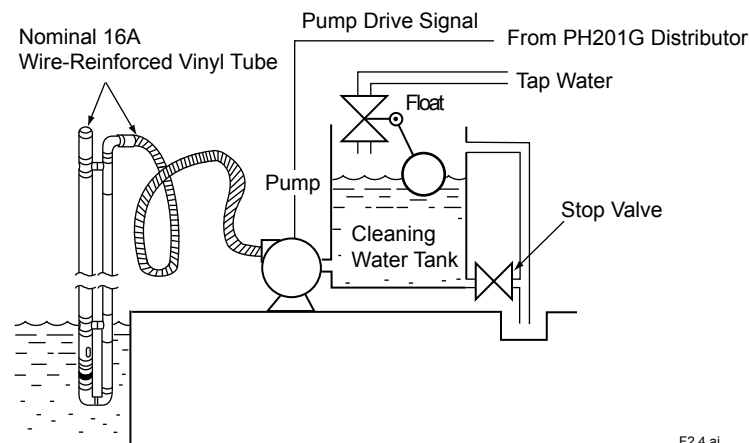 Pump Drive Signal
Nominal 16A
Wire-Reinforced Vinyl Tube
From PH201G Distributor
Tap Water
Float
Pump
Stop Valve
Cleaning
Water Tank
F2.4.ai